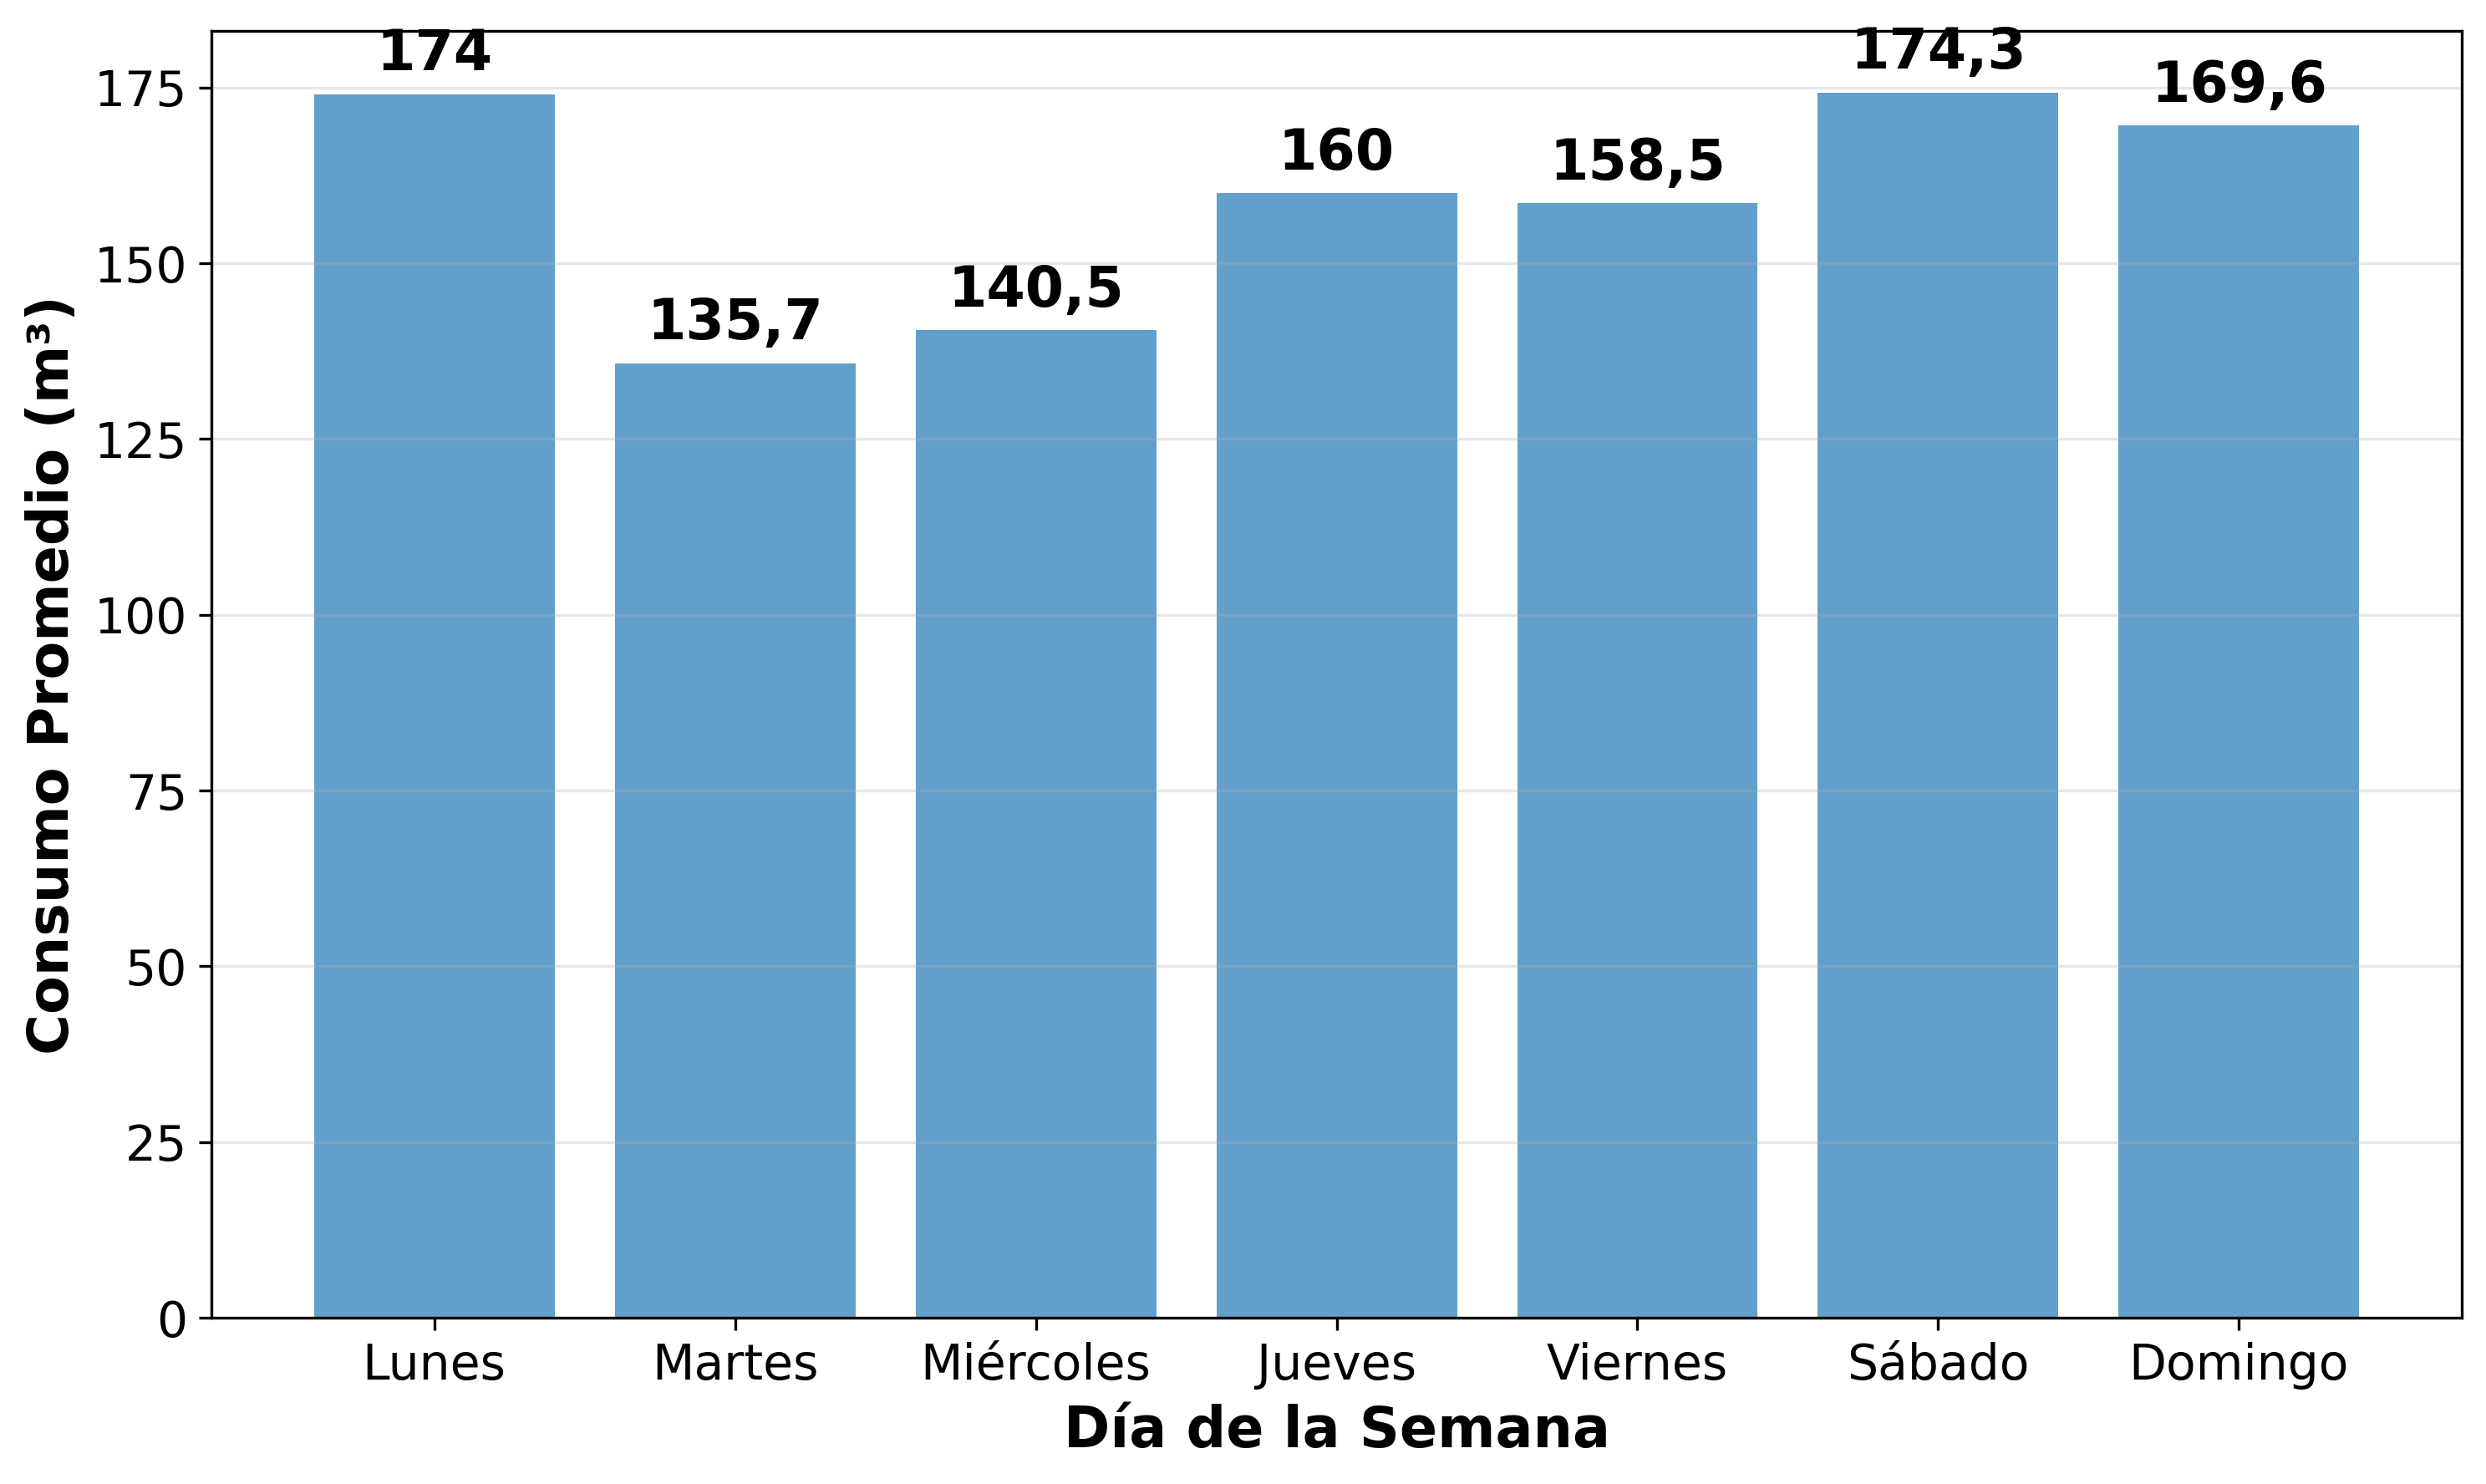 174
135,7
140,5
160
158,5
174,3
169,6
Consumo Promedio (m³)
175
150
125
100
75
50
25
0
Lunes
Martes
Miércoles
Jueves
Viernes
Sábado
Domingo
Día de la Semana